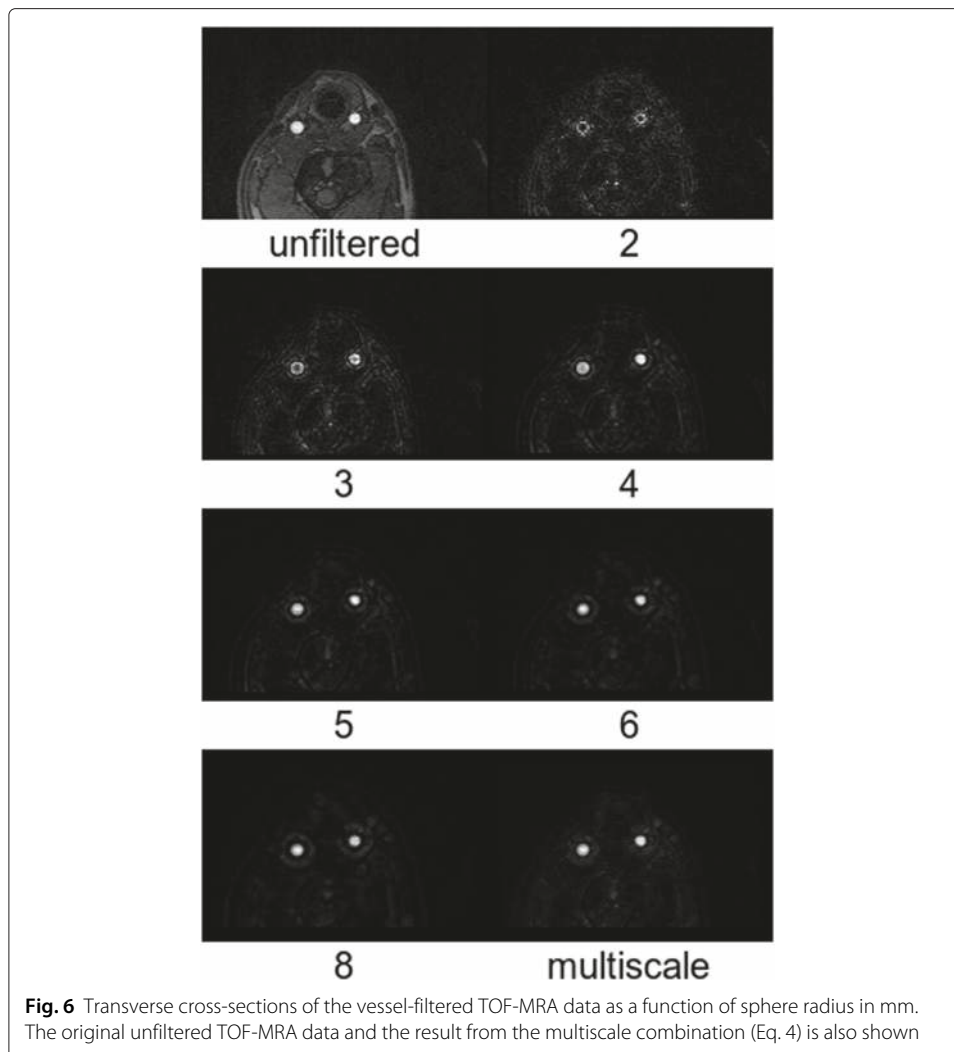 unfiltered 2
3 4
5 6
8 multiscale
Fig. 6 Transverse cross-sections of the vessel-filtered TOF-MRA data as a function of sphere radius in mm.
The original unfiltered TOF-MRA data and the result from the multiscale combination (Eq. 4) is also shown